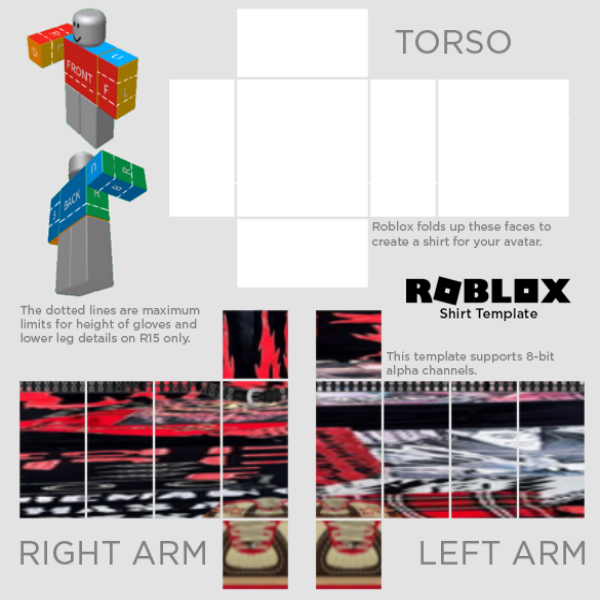 TORSO
FRONT
F
R
L
BACK
Roblox folds up these faces to
create a shirt for your avatar.
ROBLOX
Shirt Template
The dotted lines are maximum
limits for height of gloves and
lower leg details on R15 only.
This template supports 8-bit
alpha channels.
RIGHT ARM
LEFT ARM